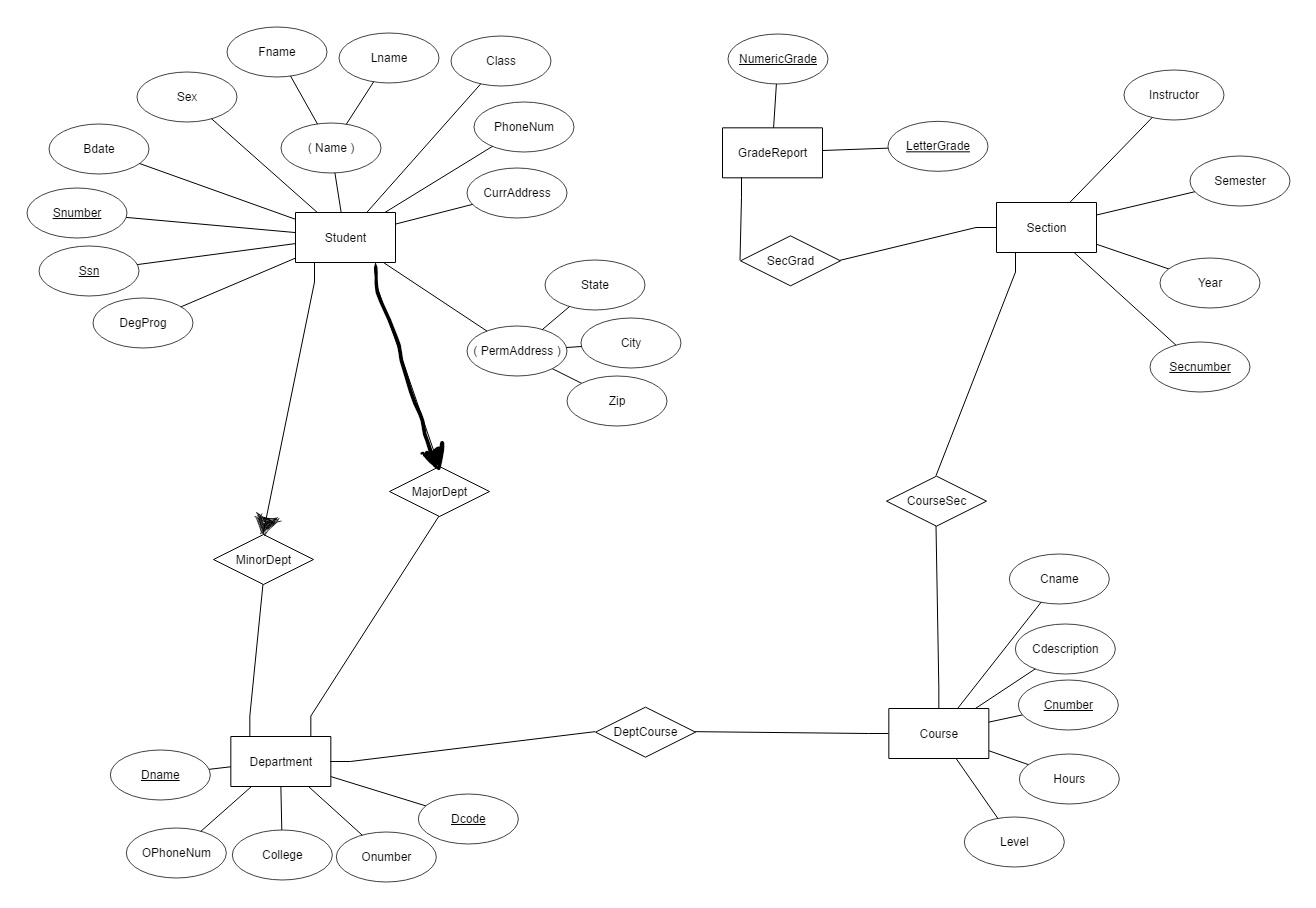 Fname
Lname
Class
NumericGrade
Sex
Instructor
PhoneNum
Bdate
( Name )
GradeReport
LetterGrade
Semester
CurrAddress
Snumber
Student
Section
Ssn
SecGrad
State
Year
DegProg
City
( PermAddress )
Secnumber
Zip
MajorDept
CourseSec
MinorDept
Cname
Cdescription
Cnumber
DeptCourse
Course
Department
Dname
Hours
Dcode
Level
OPhoneNum
College
Onumber